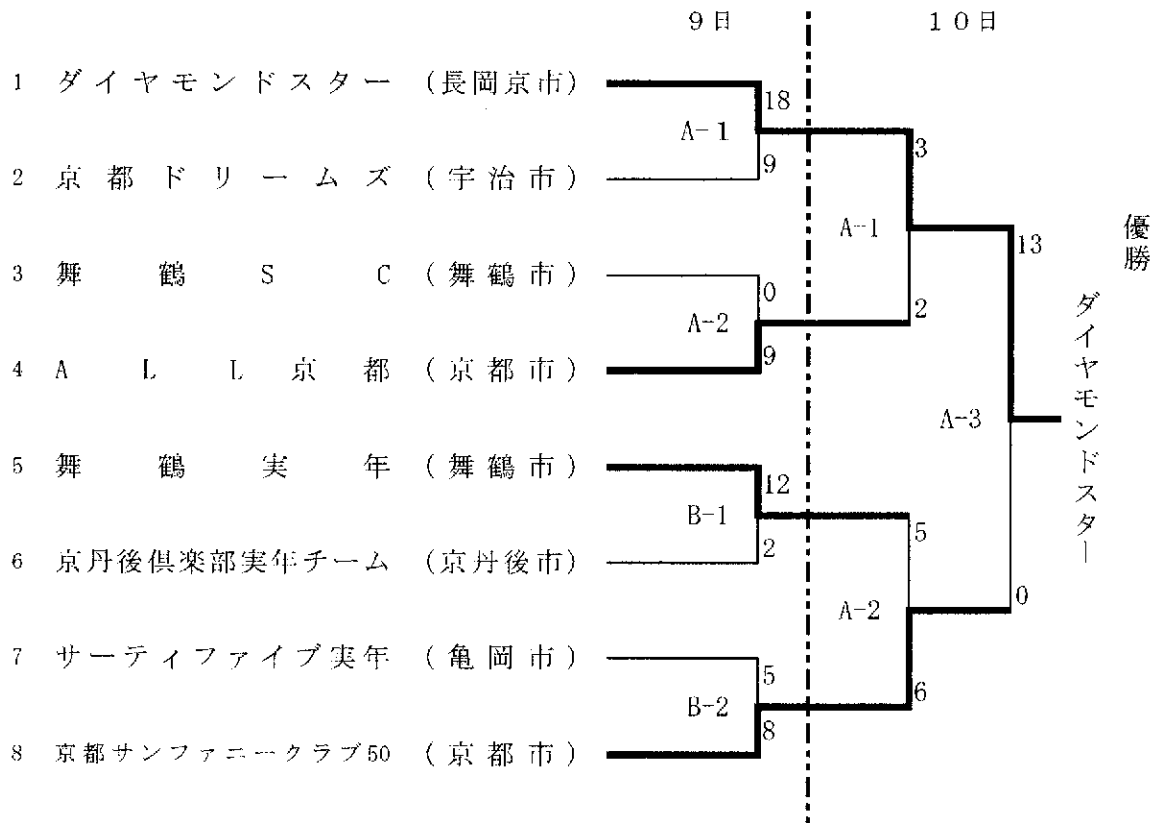 9日 10日
1 ダイヤモンドスター (長岡京市)
18
A-1
3
9
2 京都ドリームズ (宇治市)
A-1
13
優勝
3 舞鶴SC (舞鶴市)
0
A-2
2
9
4 ALL京都 (京都市)
A-3
ダイヤモンドスター
5 舞鶴実年 (舞鶴市)
12
B-1
5
2
6 京丹後倶楽部実年チーム (京丹後市)
A-2
0
7 サーティファイブ実年 (亀岡市)
5
B-2
6
8
8 京都サンファニークラブ50 (京都市)